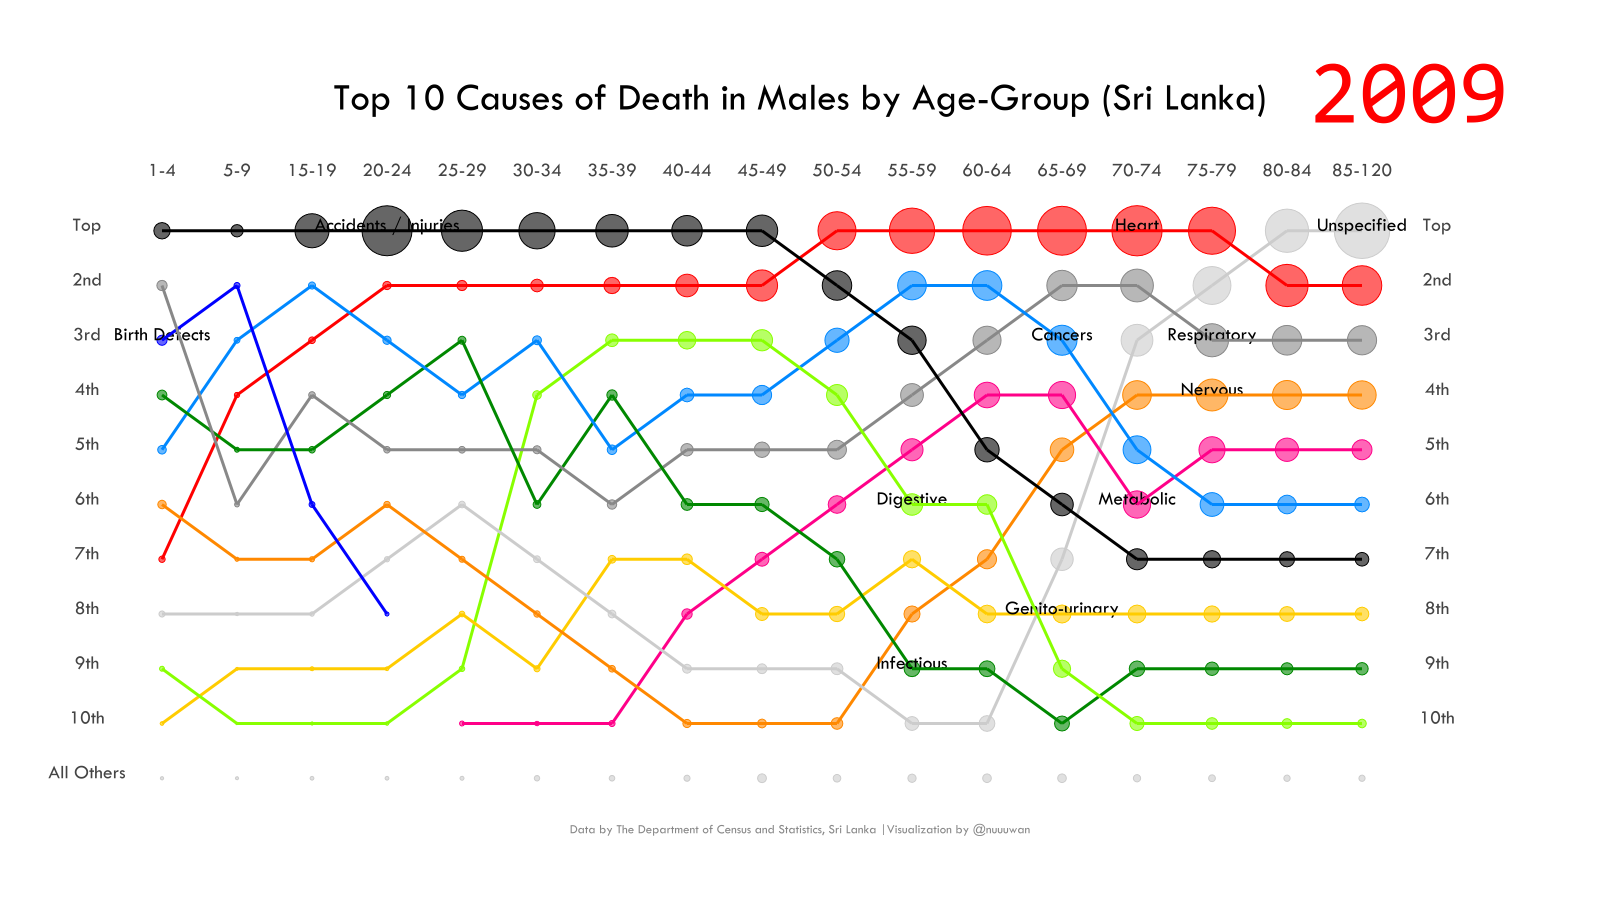 Top 10 Causes of Death in Males by Age-Group (Sri Lanka) 2009
1-4 5-9 15-19 20-24 25-29 30-34 35-39 40-44 45-49 50-54 55-59 60-64 65-69 70-74 75-79 80-84 85-120
Top Accidents / Injuries Heart Unspecified Top
2nd 2nd
3rd Birth Defects Cancers Respiratory 3rd
4th Nervous 4th
5th 5th
6th Digestive Metabolic 6th
7th 7th
8th Genito-urinary 8th
9th Infectious 9th
10th 10th
All Others
Data by The Department of Census and Statistics, Sri Lanka | Visualization by @nuuuwan